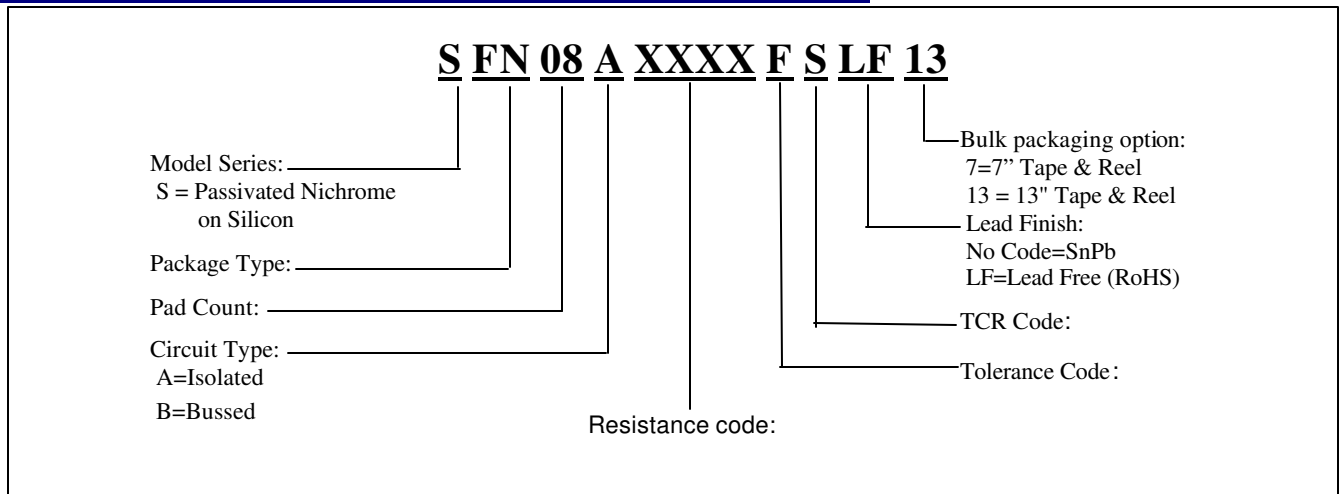 S FN 08 A XXXX F S LF 13
Model Series:
S = Passivated Nichrome
on Silicon
Package Type:
Pad Count:
Circuit Type:
A=Isolated
B=Bussed
Resistance code:
Bulk packaging option:
7=7” Tape & Reel
13 = 13" Tape & Reel
Lead Finish:
No Code=SnPb
LF=Lead Free (RoHS)
TCR Code:
Tolerance Code: